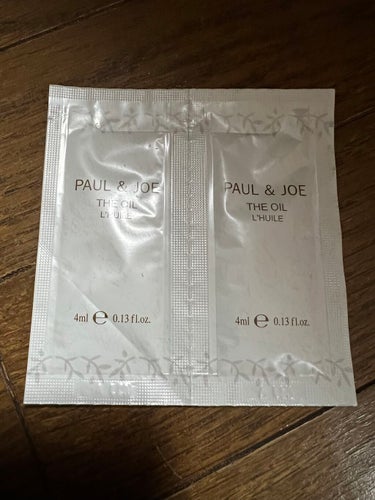 PAUL & JOE
THE OIL
L'HUILE
4ml e 0.13 fl.oz.
PAUL & JOE
THE OIL
L'HUILE
4ml e 0.13 fl.oz.